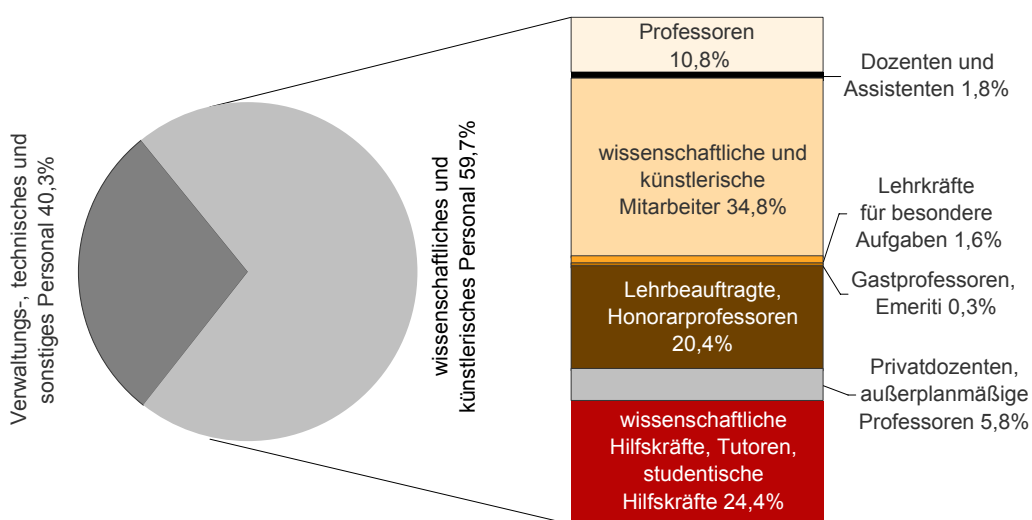 Verwaltungs-, technisches und
sonstiges Personal 40,3%
wissenschaftliches und
künstlerisches Personal 59,7%
Professoren
10,8%
Dozenten und
Assistenten 1,8%
wissenschaftliche und
künstlerische
Mitarbeiter 34,8%
Lehrkräfte
für besondere
Aufgaben 1,6%
Gastprofessoren,
Emeriti 0,3%
Lehrbeauftragte,
Honorarprofessoren
20,4%
Privatdozenten,
außerplanmäßige
Professoren 5,8%
wissenschaftliche
Hilfskräfte, Tutoren,
studentische
Hilfskräfte 24,4%